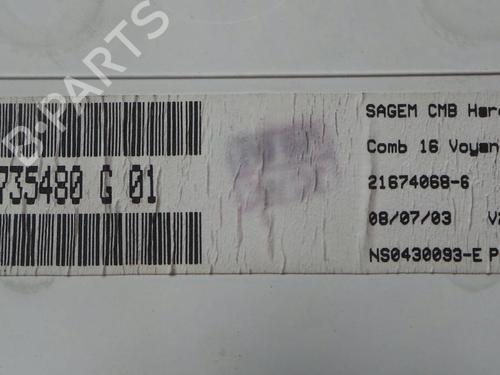 B-PARTS
735480 G 01
SAGEM CMB
Comb 16
21674068-6
08/07/03
NS0430093-E